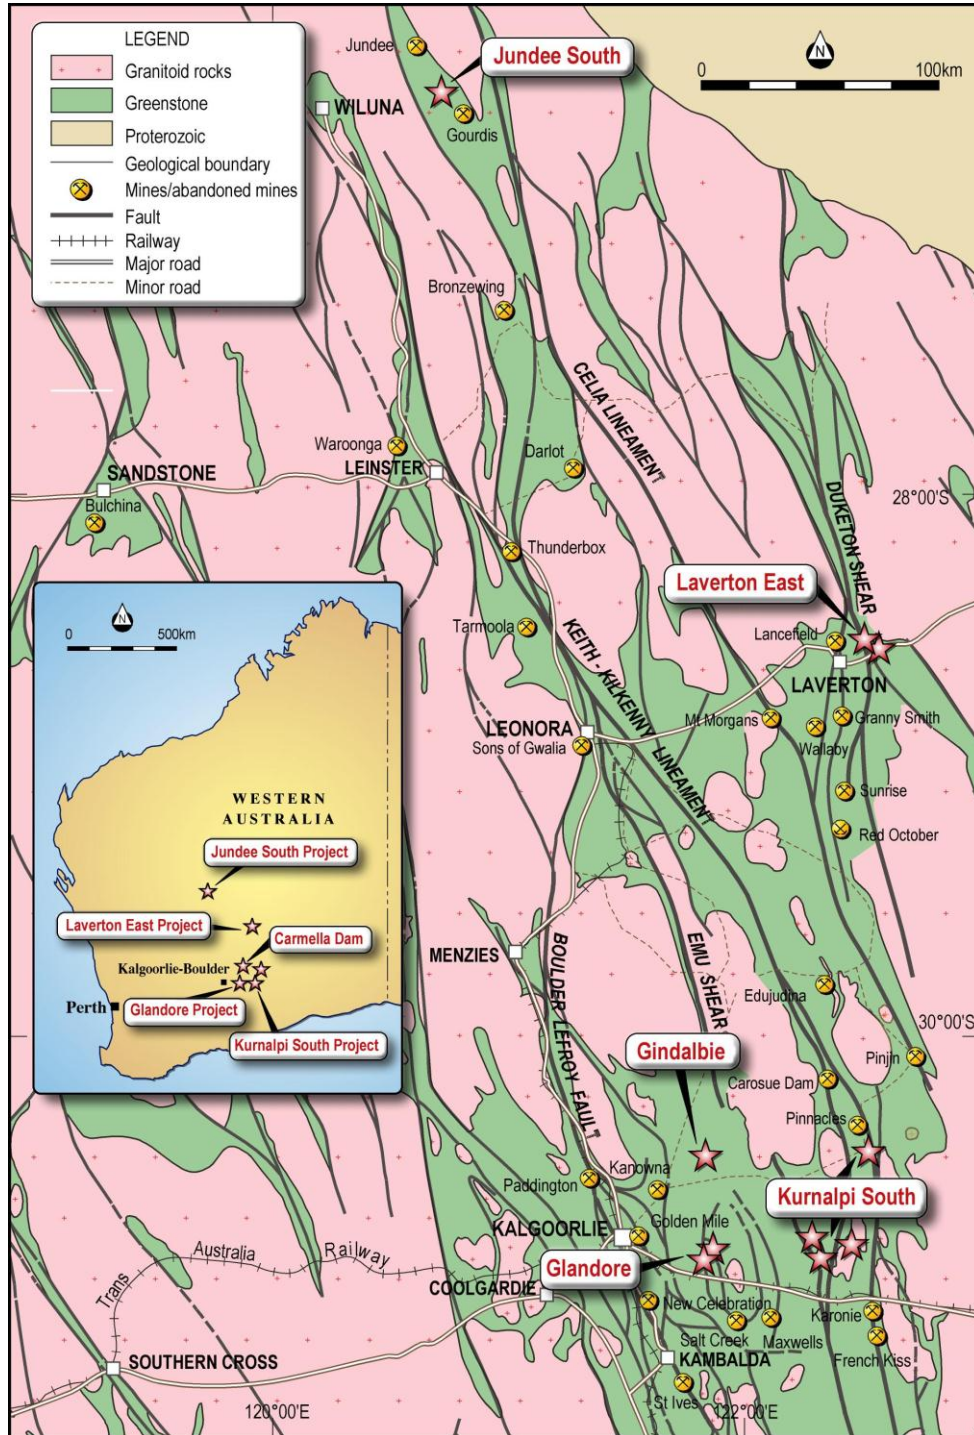 LEGEND
Granitoid rocks
Greenstone
Proterozoic
Geological boundary
Mines/abandoned mines
Fault
Railway
Major road
Minor road
Jundee
Jundee South
N
0
100km
WILUNA
Gourdis
Bronzewing
CELIA LINEAMENT
Waroonga
LEINSTER
Darlot
SANDSTONE
Bulchina
28°00'S
DUKETON SHEAR
Thunderbox
Laverton East
Tarmoola
Lancefield
KEITH - KILKENNY LINEAMENT
LAVERTON
LEONORA
Sons of Gwalia
Mt Morgans
Granny Smith
Wallaby
Sunrise
Red October
N
0
500km
WESTERN
AUSTRALIA
Jundee South Project
Laverton East Project
Carmella Dam
Kalgoorlie-Boulder
Perth
Glandore Project
Kurnalpi South Project
MENZIES
BOULDER LEFROY FAULT
EMU SHEAR
Edujudina
30°00'S
Gindalbie
Pinjin
Carosue Dam
Pinnacles
Paddington
Kanowna
Kurnalpi South
KALGOORLIE
Golden Mile
Glandore
Trans Australia Railway
COOLGARDIE
New Celebration
Salt Creek
Maxwells
Karonie
French Kiss
SOUTHERN CROSS
KAMBALDA
St Ives
120°00'E
122°00'E